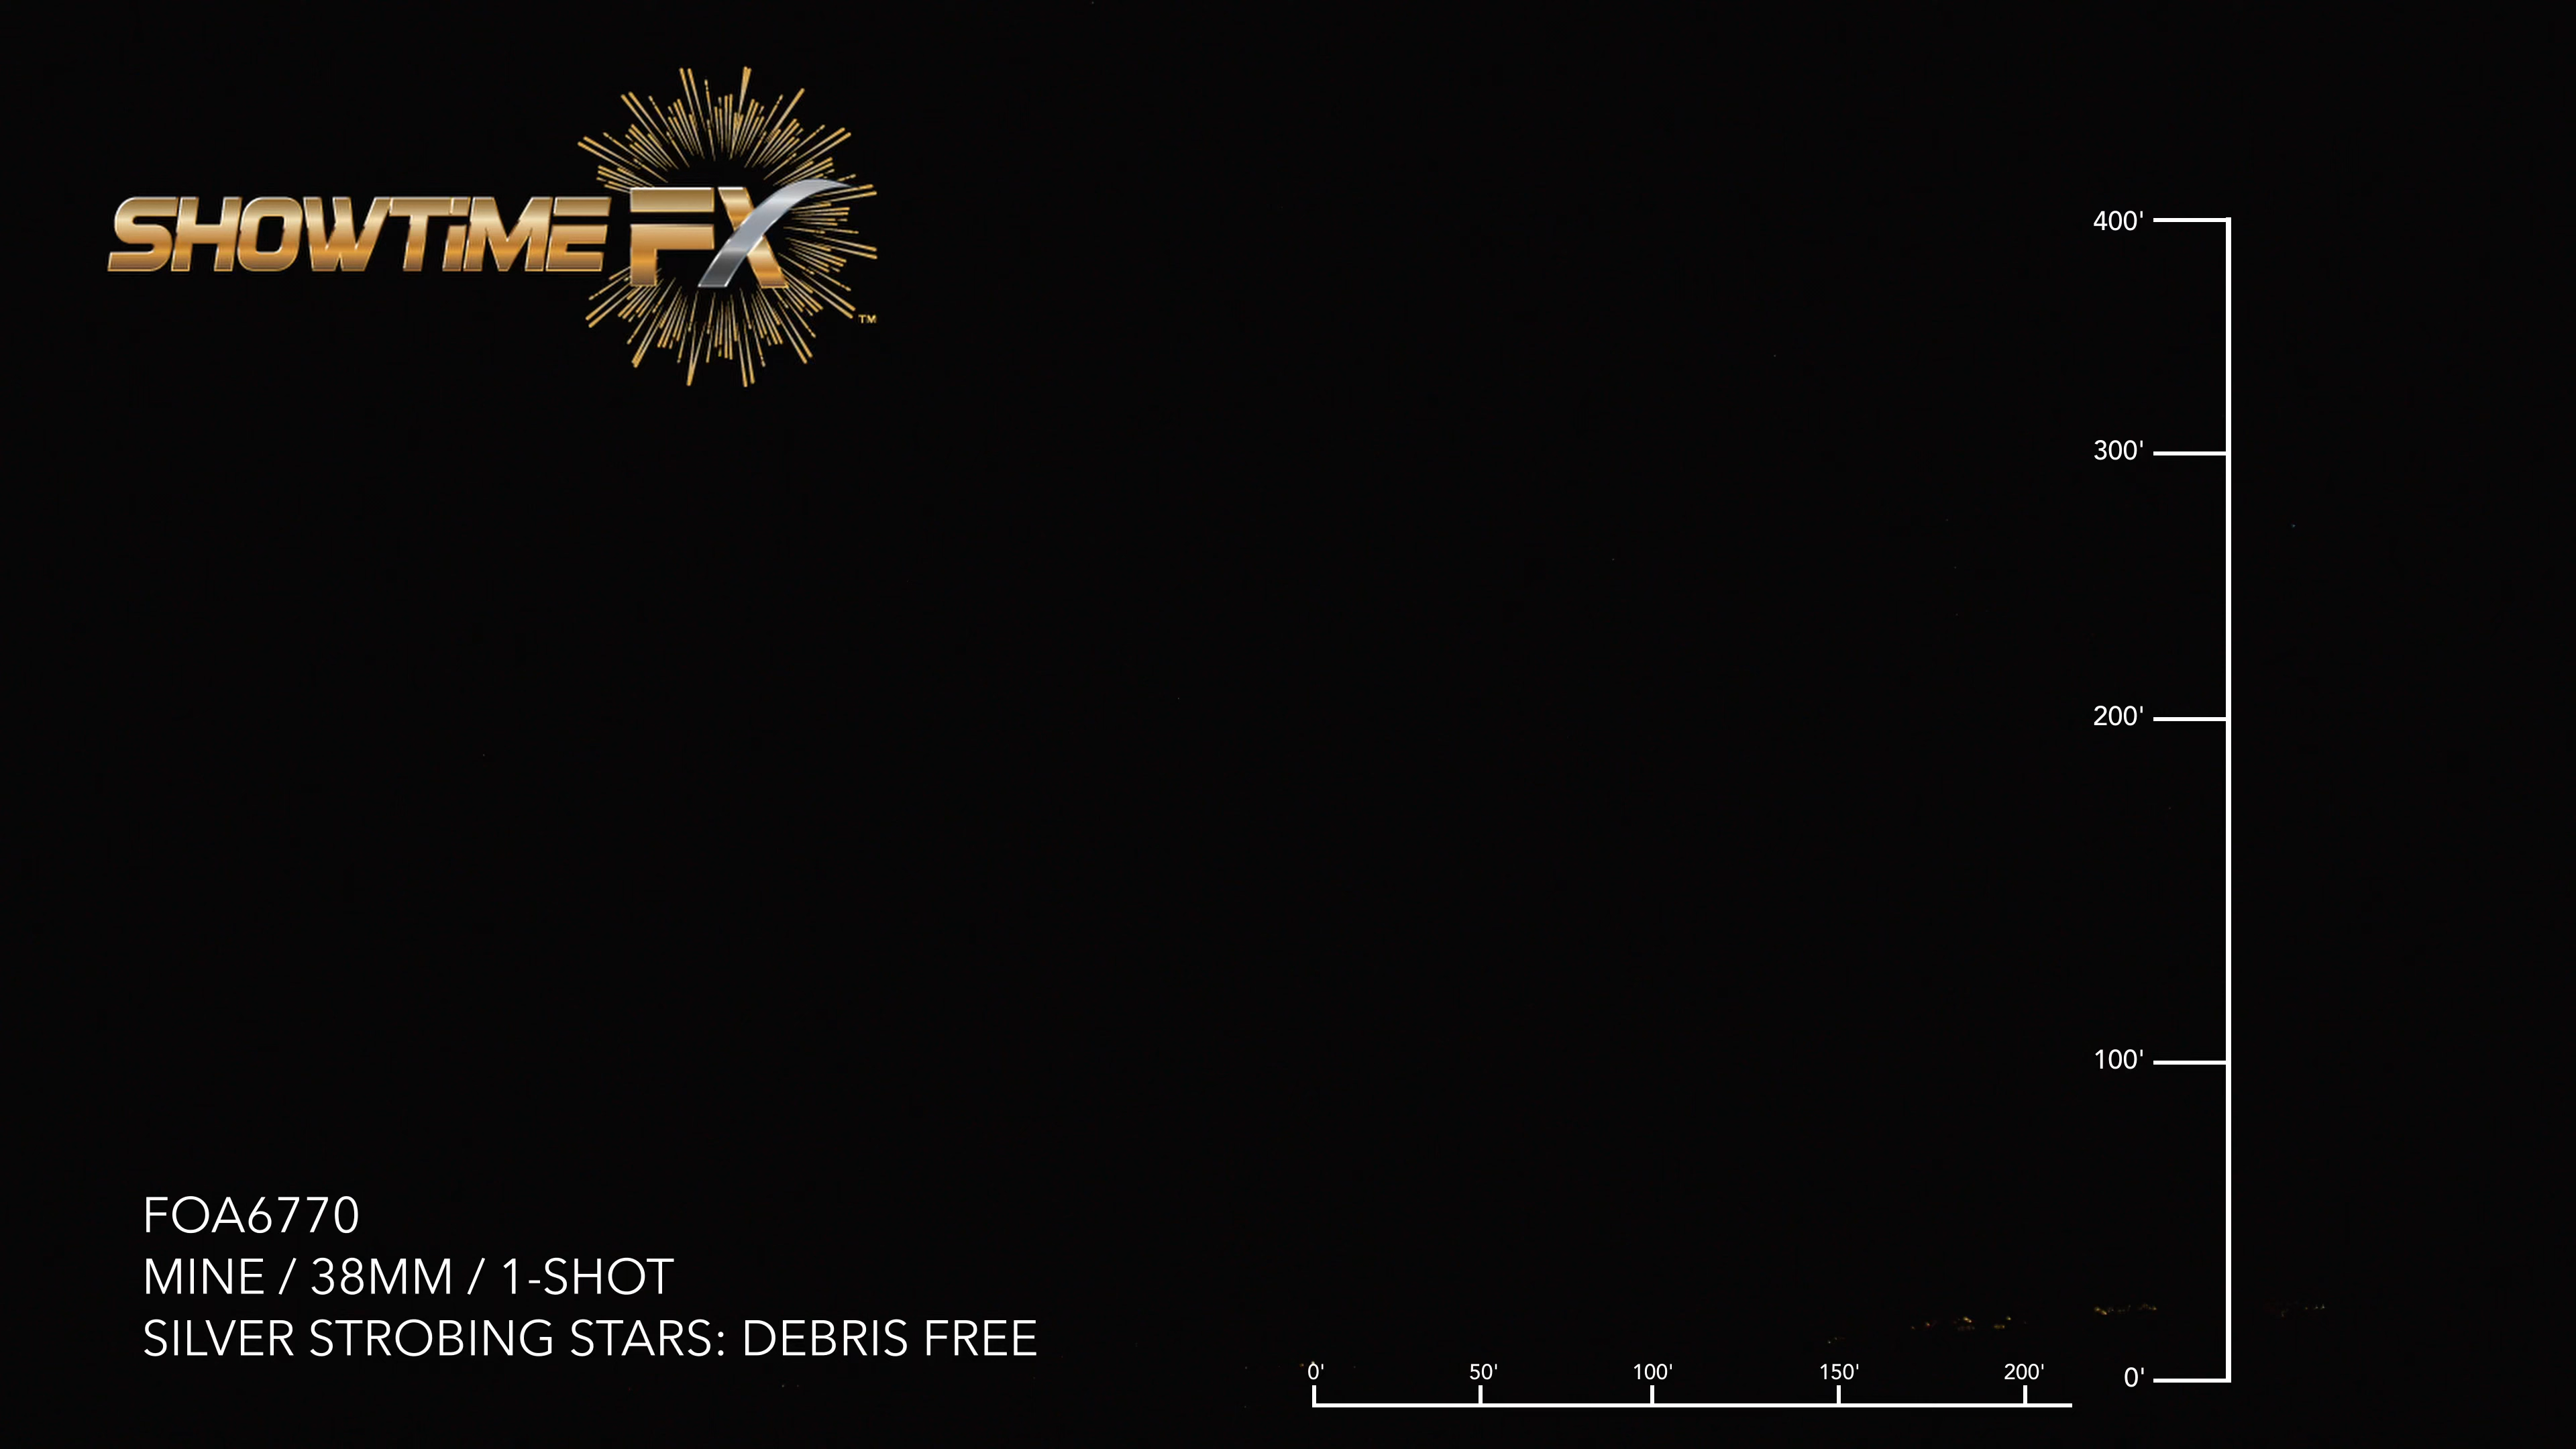 SHOWTiME FX
TM
400'
300'
200'
100'
0'
FOA6770
MINE / 38MM / 1-SHOT
SILVER STROBING STARS: DEBRIS FREE
0' 50' 100' 150' 200'